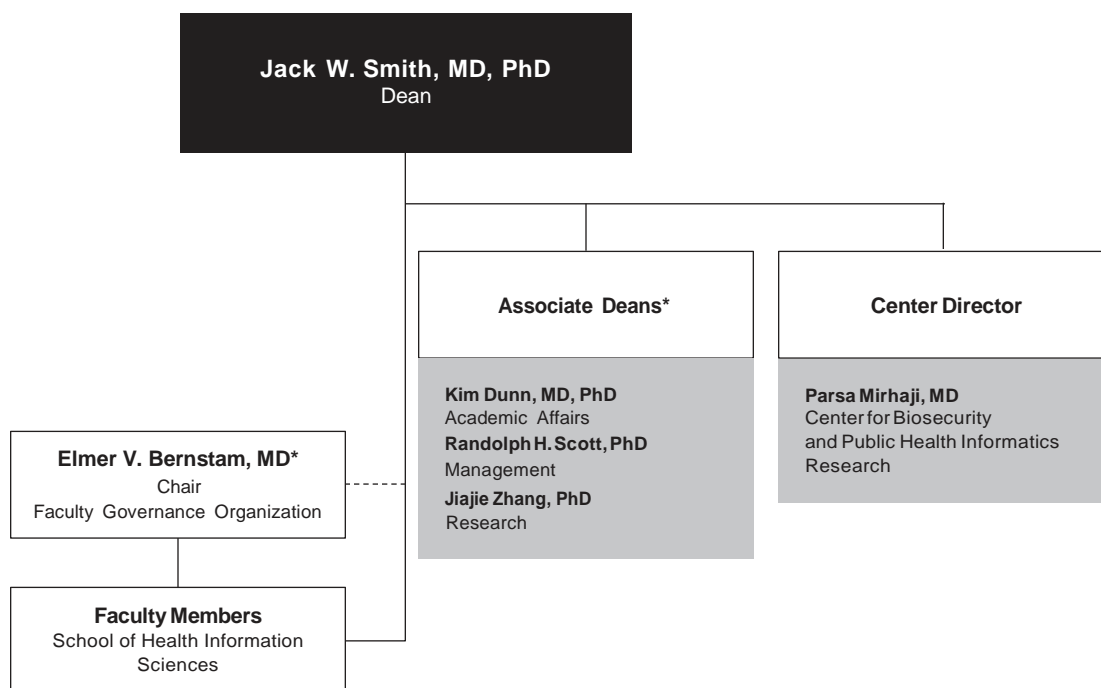 Jack W. Smith, MD, PhD
Dean
Associate Deans*
Center Director
Kim Dunn, MD, PhD
Academic Affairs
Randolph H. Scott, PhD
Management
Jiajie Zhang, PhD
Research
Parsa Mirhaji, MD
Center for Biosecurity
and Public Health Informatics
Research
Elmer V. Bernstam, MD*
Chair
Faculty Governance Organization
Faculty Members
School of Health Information
Sciences